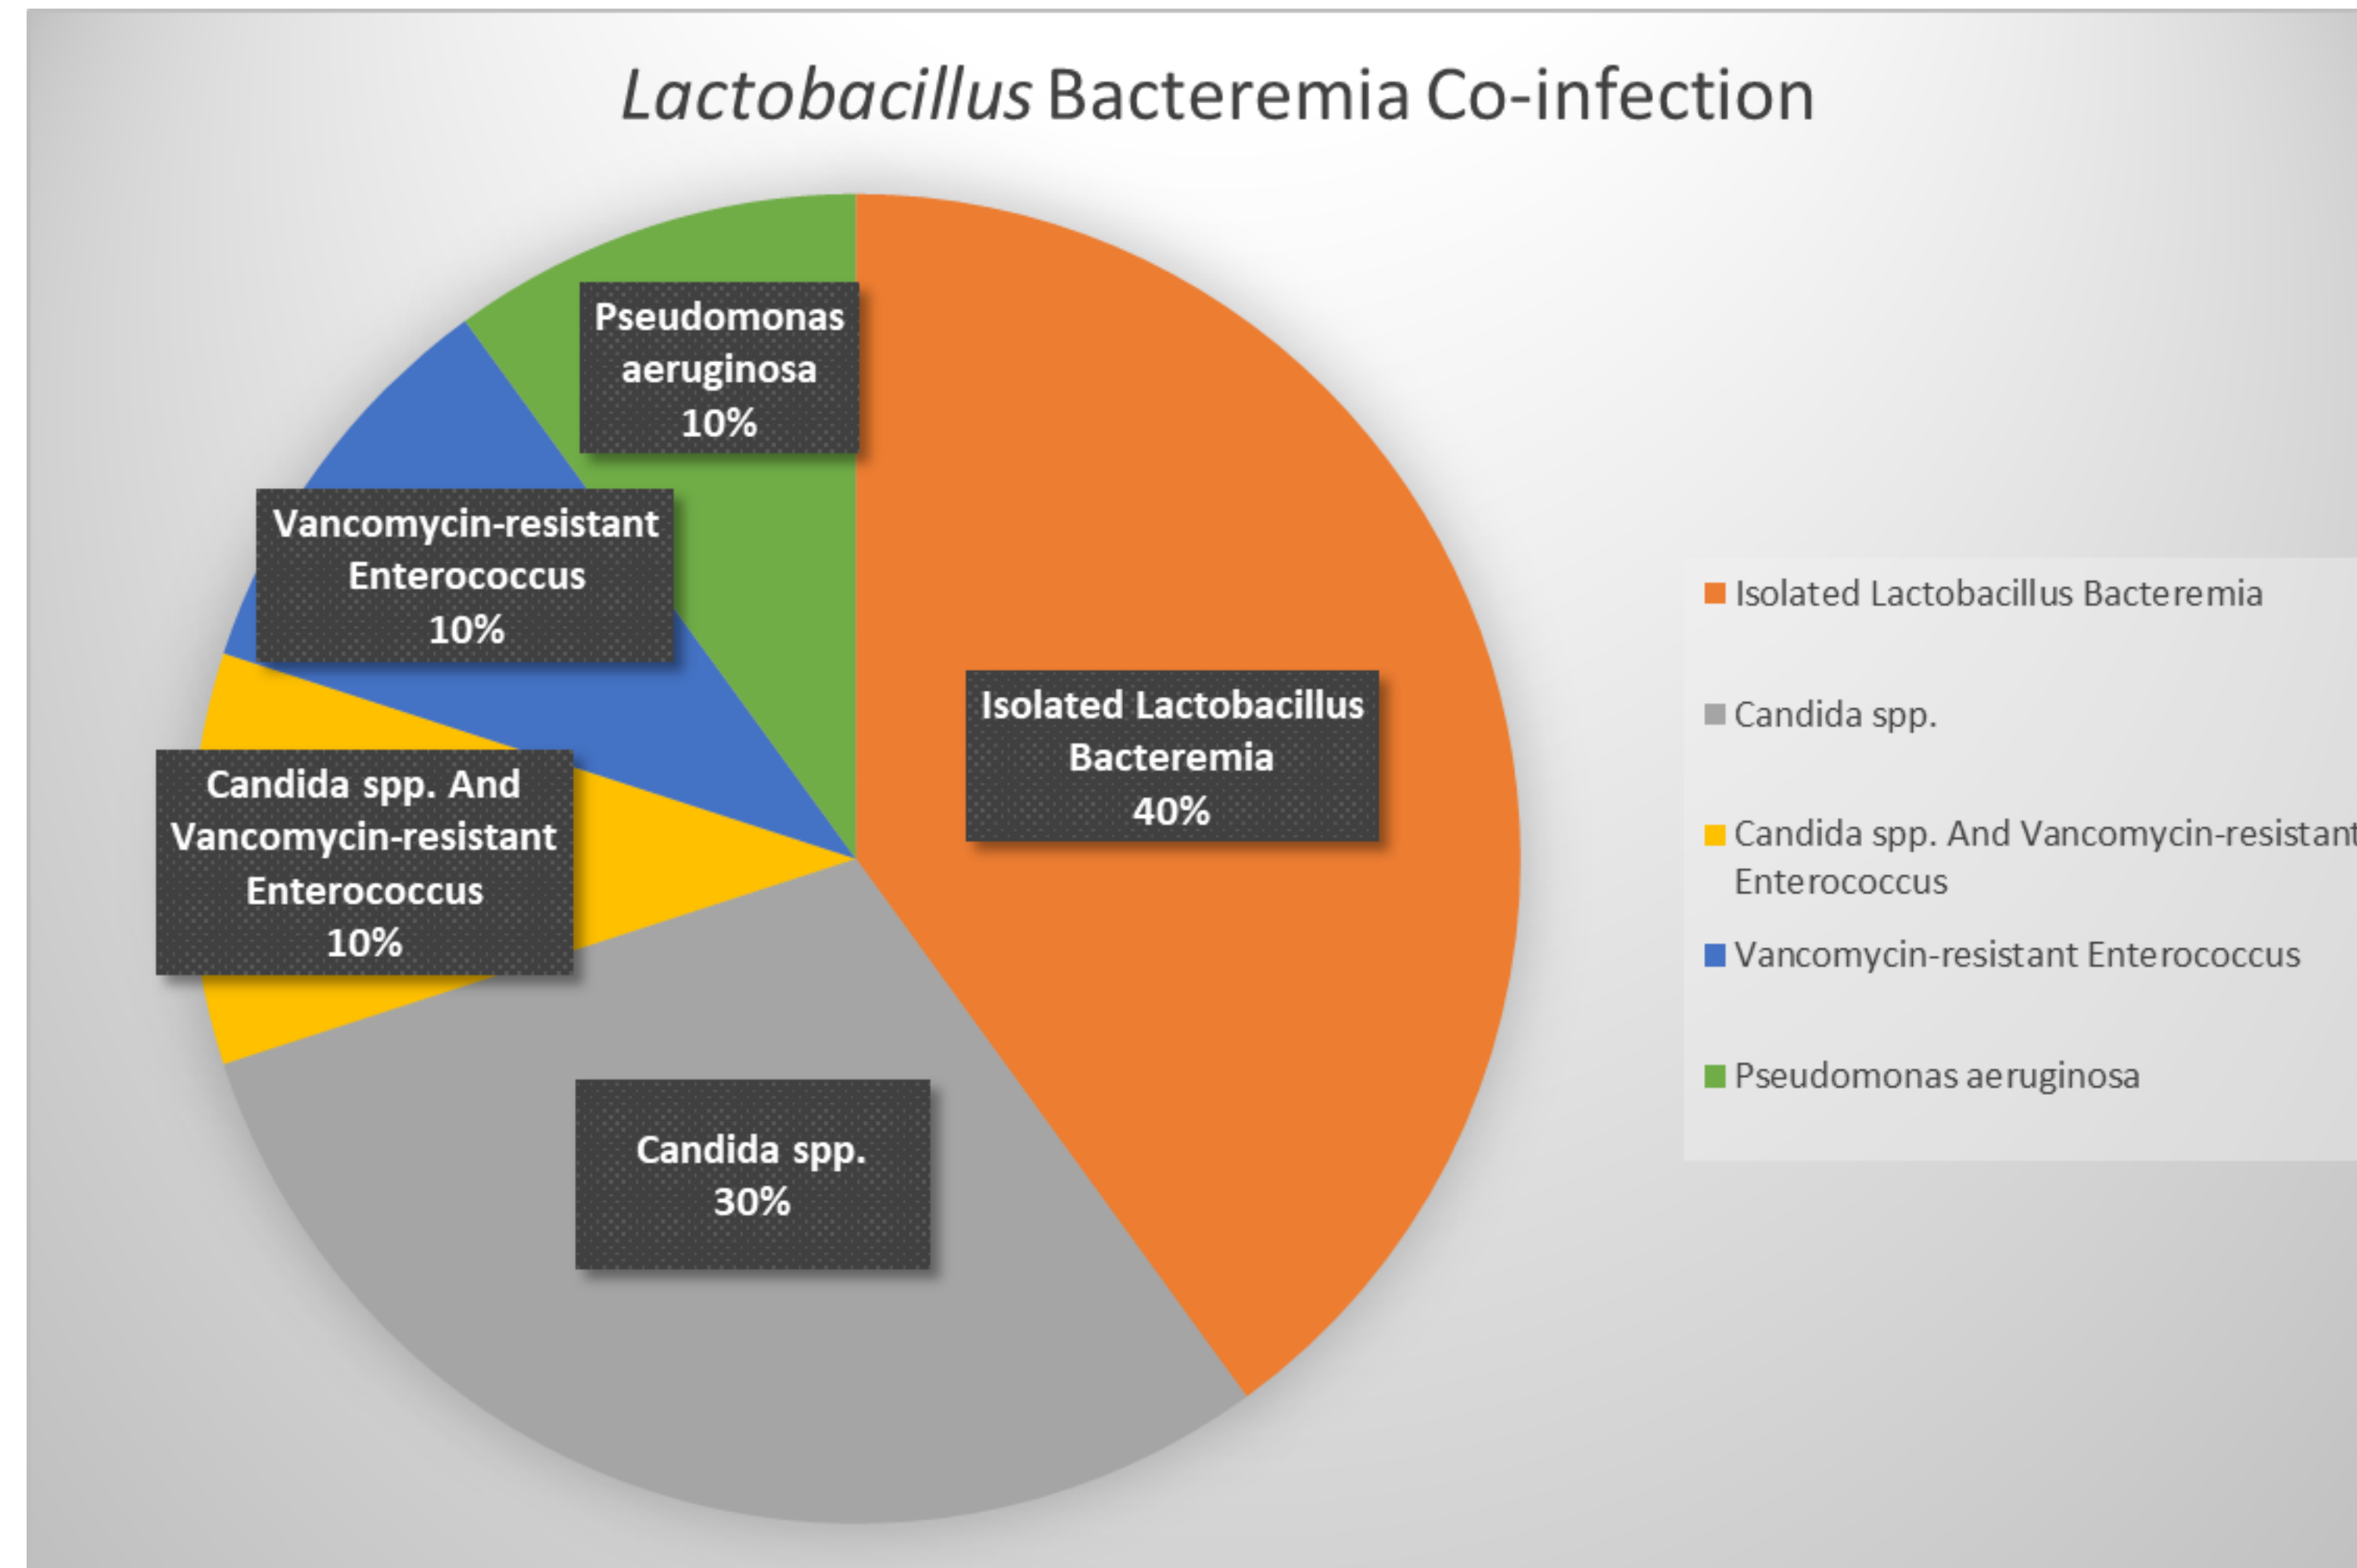 Lactobacillus Bacteremia Co-infection
Pseudomonas
aeruginosa
10%
Vancomycin-resistant
Enterococcus
10%
Candida spp. And
Vancomycin-resistant
Enterococcus
10%
Isolated Lactobacillus
Bacteremia
40%
Candida spp.
30%
Isolated Lactobacillus Bacteremia
Candida spp.
Candida spp. And Vancomycin-resistant
Enterococcus
Vancomycin-resistant Enterococcus
Pseudomonas aeruginosa